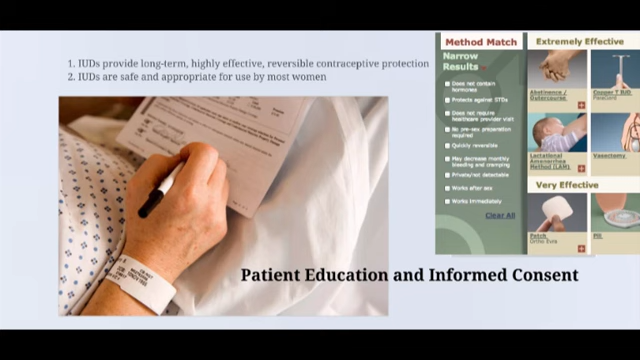 1. IUDs provide long-term, highly effective, reversible contraceptive protection
2. IUDs are safe and appropriate for use by most women
Method Match
Narrow
Results
Does not contain
hormones
Protects against STDs
Does not require
healthcare provider visit
No pre-sex preparation
required
Quickly reversible
May decrease monthly
bleeding and cramping
Private/not detectable
Works after sex
Works immediately
Clear All
Extremely Effective
Abstinence /
Outercourse
Copper T IUD
ParaGard
Lactational
Amenorrhea
Method (LAM)
Vasectomy
Very Effective
Patch
Ortho Evra
Pill
Patient Education and Informed Consent